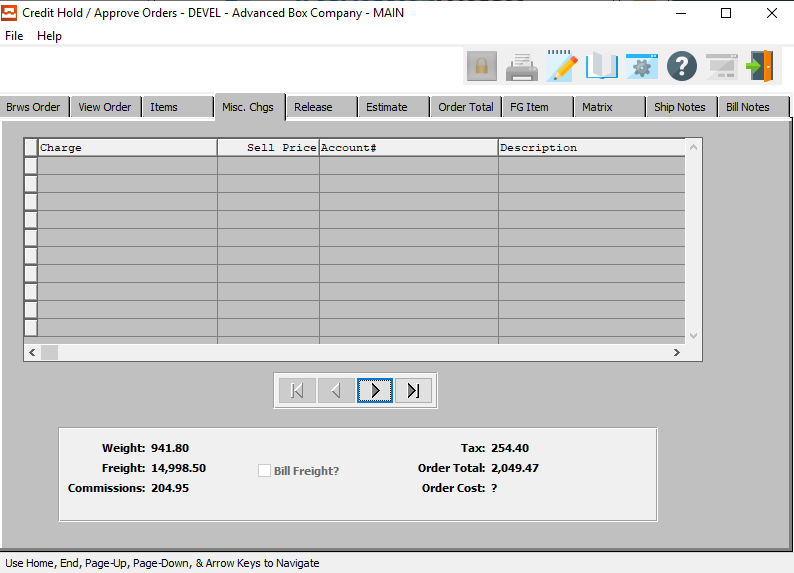 Credit Hold / Approve Orders - DEVEL - Advanced Box Company - MAIN
File Help
Brws Order View Order Items Misc. Chgs Release Estimate Order Total FG Item Matrix Ship Notes Bill Notes
Charge Sell Price Account# Description
Weight: 941.80 Tax: 254.40
Freight: 14,998.50 Bill Freight? Order Total: 2,049.47
Commissions: 204.95 Order Cost: ?
Use Home, End, Page-Up, Page-Down, & Arrow Keys to Navigate